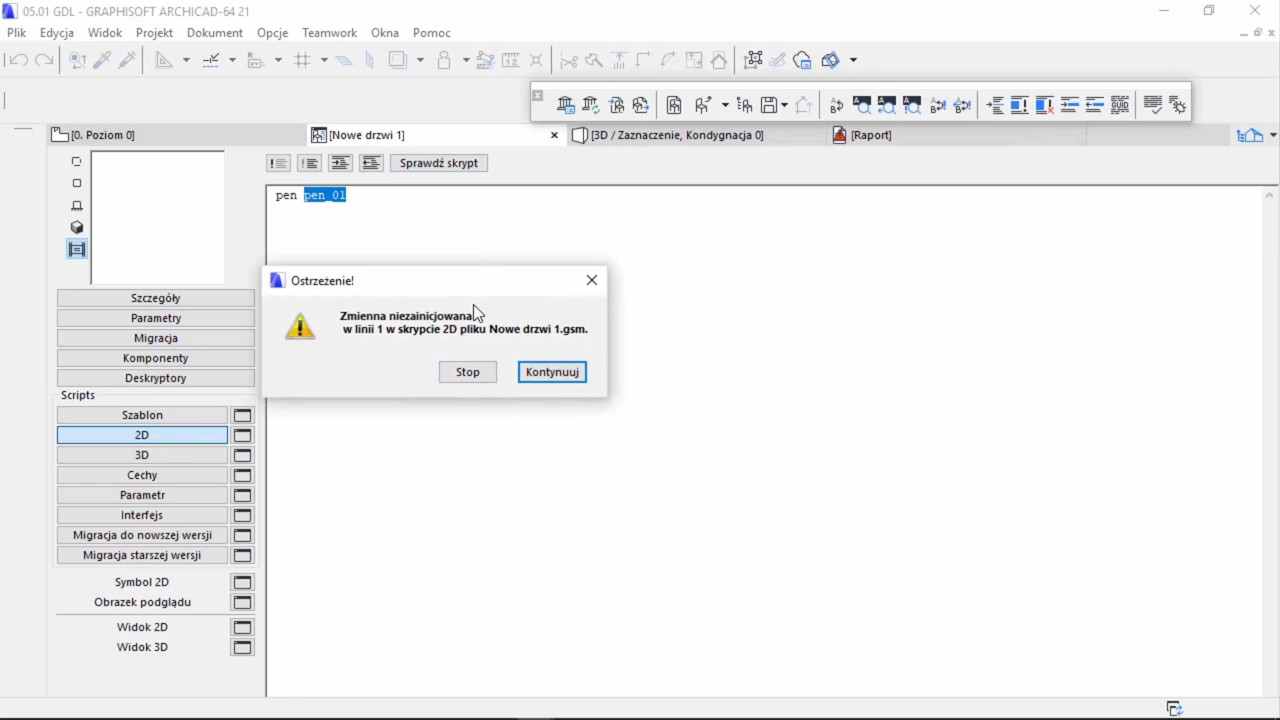 05.01 GDL - GRAPHISOFT ARCHICAD-64 21
Plik Edycja Widok Projekt Dokument Opcje Teamwork Okna Pomoc
[0. Poziom 0]
[Nowe drzwi 1]
[3D / Zaznaczenie, Kondygnacja 0]
[Raport]
Sprawdź skrypt
pen pen_01
Ostrzeżenie!
Zmienna niezainicjowana
w linii 1 w skrypcie 2D pliku Nowe drzwi 1.gsm.
Stop
Kontynuuj
Szczegóły
Parametry
Migracja
Komponenty
Deskryptory
Scripts
Szablon
2D
3D
Cechy
Parametr
Interfejs
Migracja do nowszej wersji
Migracja starszej wersji
Symbol 2D
Obrazek podglądu
Widok 2D
Widok 3D